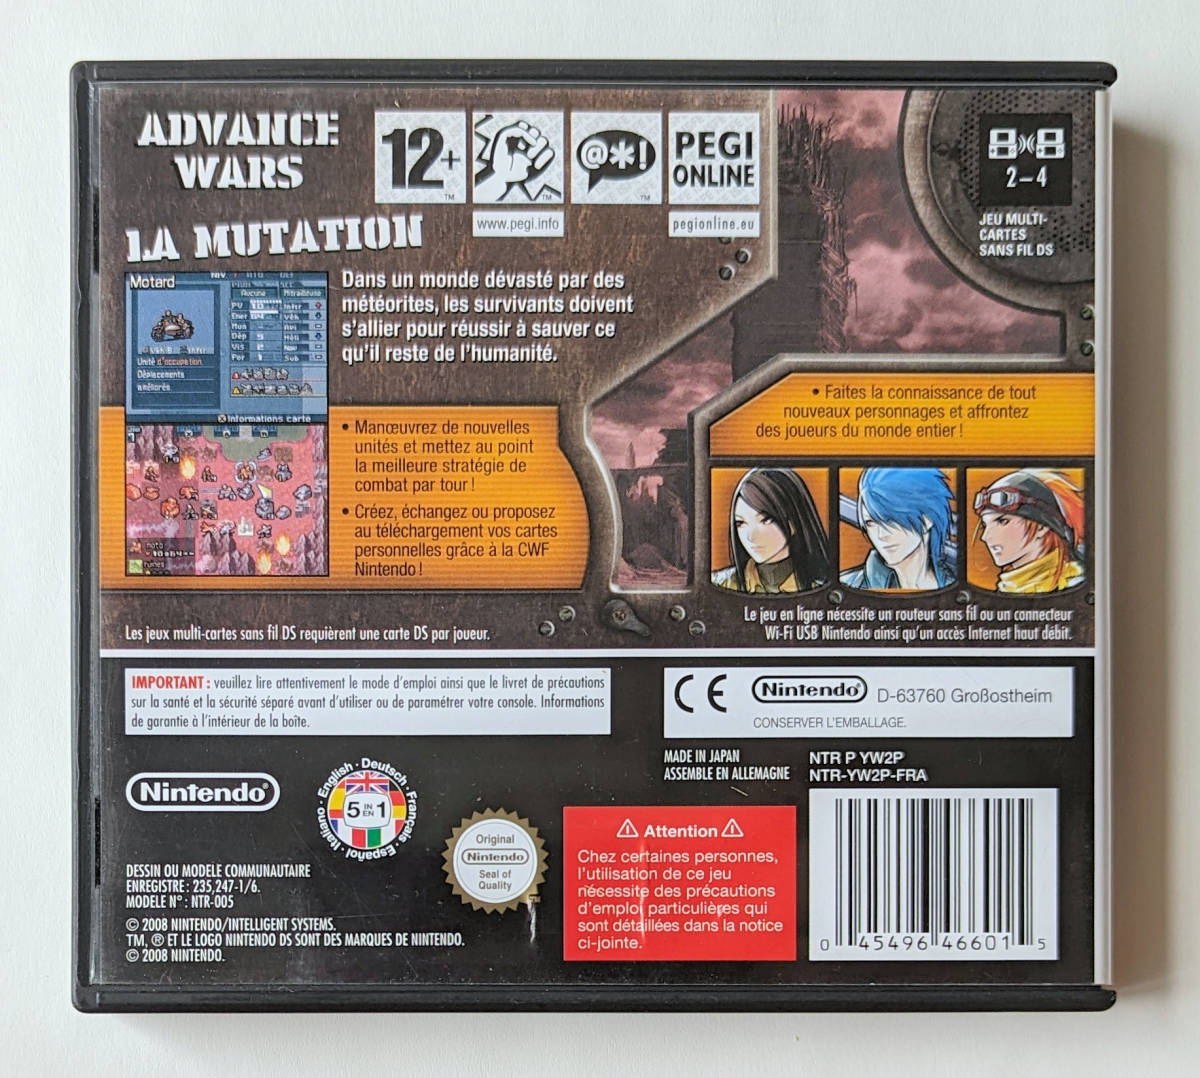 ADVANCE
WARS
LA MUTATION
12+
TM
TM
@*!
TM
PEGI
ONLINE
www.pegi.info
pegionline.eu
2–4
JEU MULTI-
CARTES
SANS FIL DS
Motard
Aucune
Unité d'occupation
Déplacements
améliorés
Informations carte
moto
ruines
Dans un monde dévasté par des
météorites, les survivants doivent
s'allier pour réussir à sauver ce
qu'il reste de l'humanité.
• Manœuvrez de nouvelles
unités et mettez au point
la meilleure stratégie de
combat par tour !
• Créez, échangez ou proposez
au téléchargement vos cartes
personnelles grâce à la CWF
Nintendo !
• Faites la connaissance de tout
nouveaux personnages et affrontez
des joueurs du monde entier !
Les jeux multi-cartes sans fil DS requièrent une carte DS par joueur.
Le jeu en ligne nécessite un routeur sans fil ou un connecteur
Wi-Fi USB Nintendo ainsi qu'un accès Internet haut débit.
IMPORTANT : veuillez lire attentivement le mode d'emploi ainsi que le livret de précautions
sur la santé et la sécurité séparé avant d'utiliser ou de paramétrer votre console. Informations
de garantie à l'intérieur de la boîte.
CE
Nintendo
D-63760 Großostheim
CONSERVER L'EMBALLAGE.
MADE IN JAPAN
ASSEMBLE EN ALLEMAGNE
NTR P YW2P
NTR-YW2P-FRA
Nintendo
English · Deutsch · Français · Español · Italiano ·
5 IN EN 1
Original
Nintendo
Seal of
Quality
DESSIN OU MODELE COMMUNAUTAIRE
ENREGISTRE : 235,247-1/6.
MODELE N° : NTR-005
© 2008 NINTENDO/INTELLIGENT SYSTEMS.
TM, ® ET LE LOGO NINTENDO DS SONT DES MARQUES DE NINTENDO.
© 2008 NINTENDO.
Attention
Chez certaines personnes,
l'utilisation de ce jeu
nécessite des précautions
d'emploi particulières qui
sont détaillées dans la notice
ci-jointe.
0 45496 46601 5